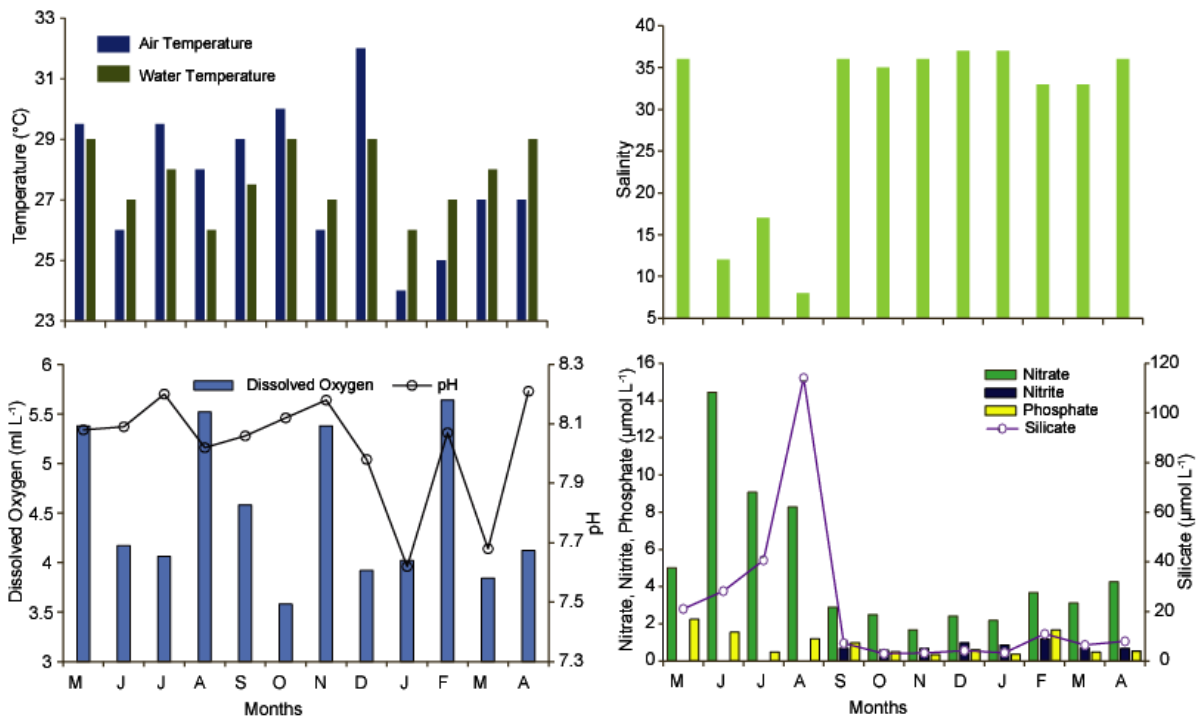 33
31
29
27
25
23
Temperature (°C)
Air Temperature
Water Temperature
40
35
30
25
20
15
10
5
Salinity
6
5.5
5
4.5
4
3.5
3
Dissolved Oxygen (ml L⁻¹)
Dissolved Oxygen
pH
8.3
8.1
7.9
7.7
7.5
7.3
pH
M J J A S O N D J F M A
Months
16
14
12
10
8
6
4
2
0
Nitrate, Nitrite, Phosphate (µmol L⁻¹)
Nitrate
Nitrite
Phosphate
Silicate
120
100
80
60
40
20
0
Silicate (µmol L⁻¹)
M J J A S O N D J F M A
Months